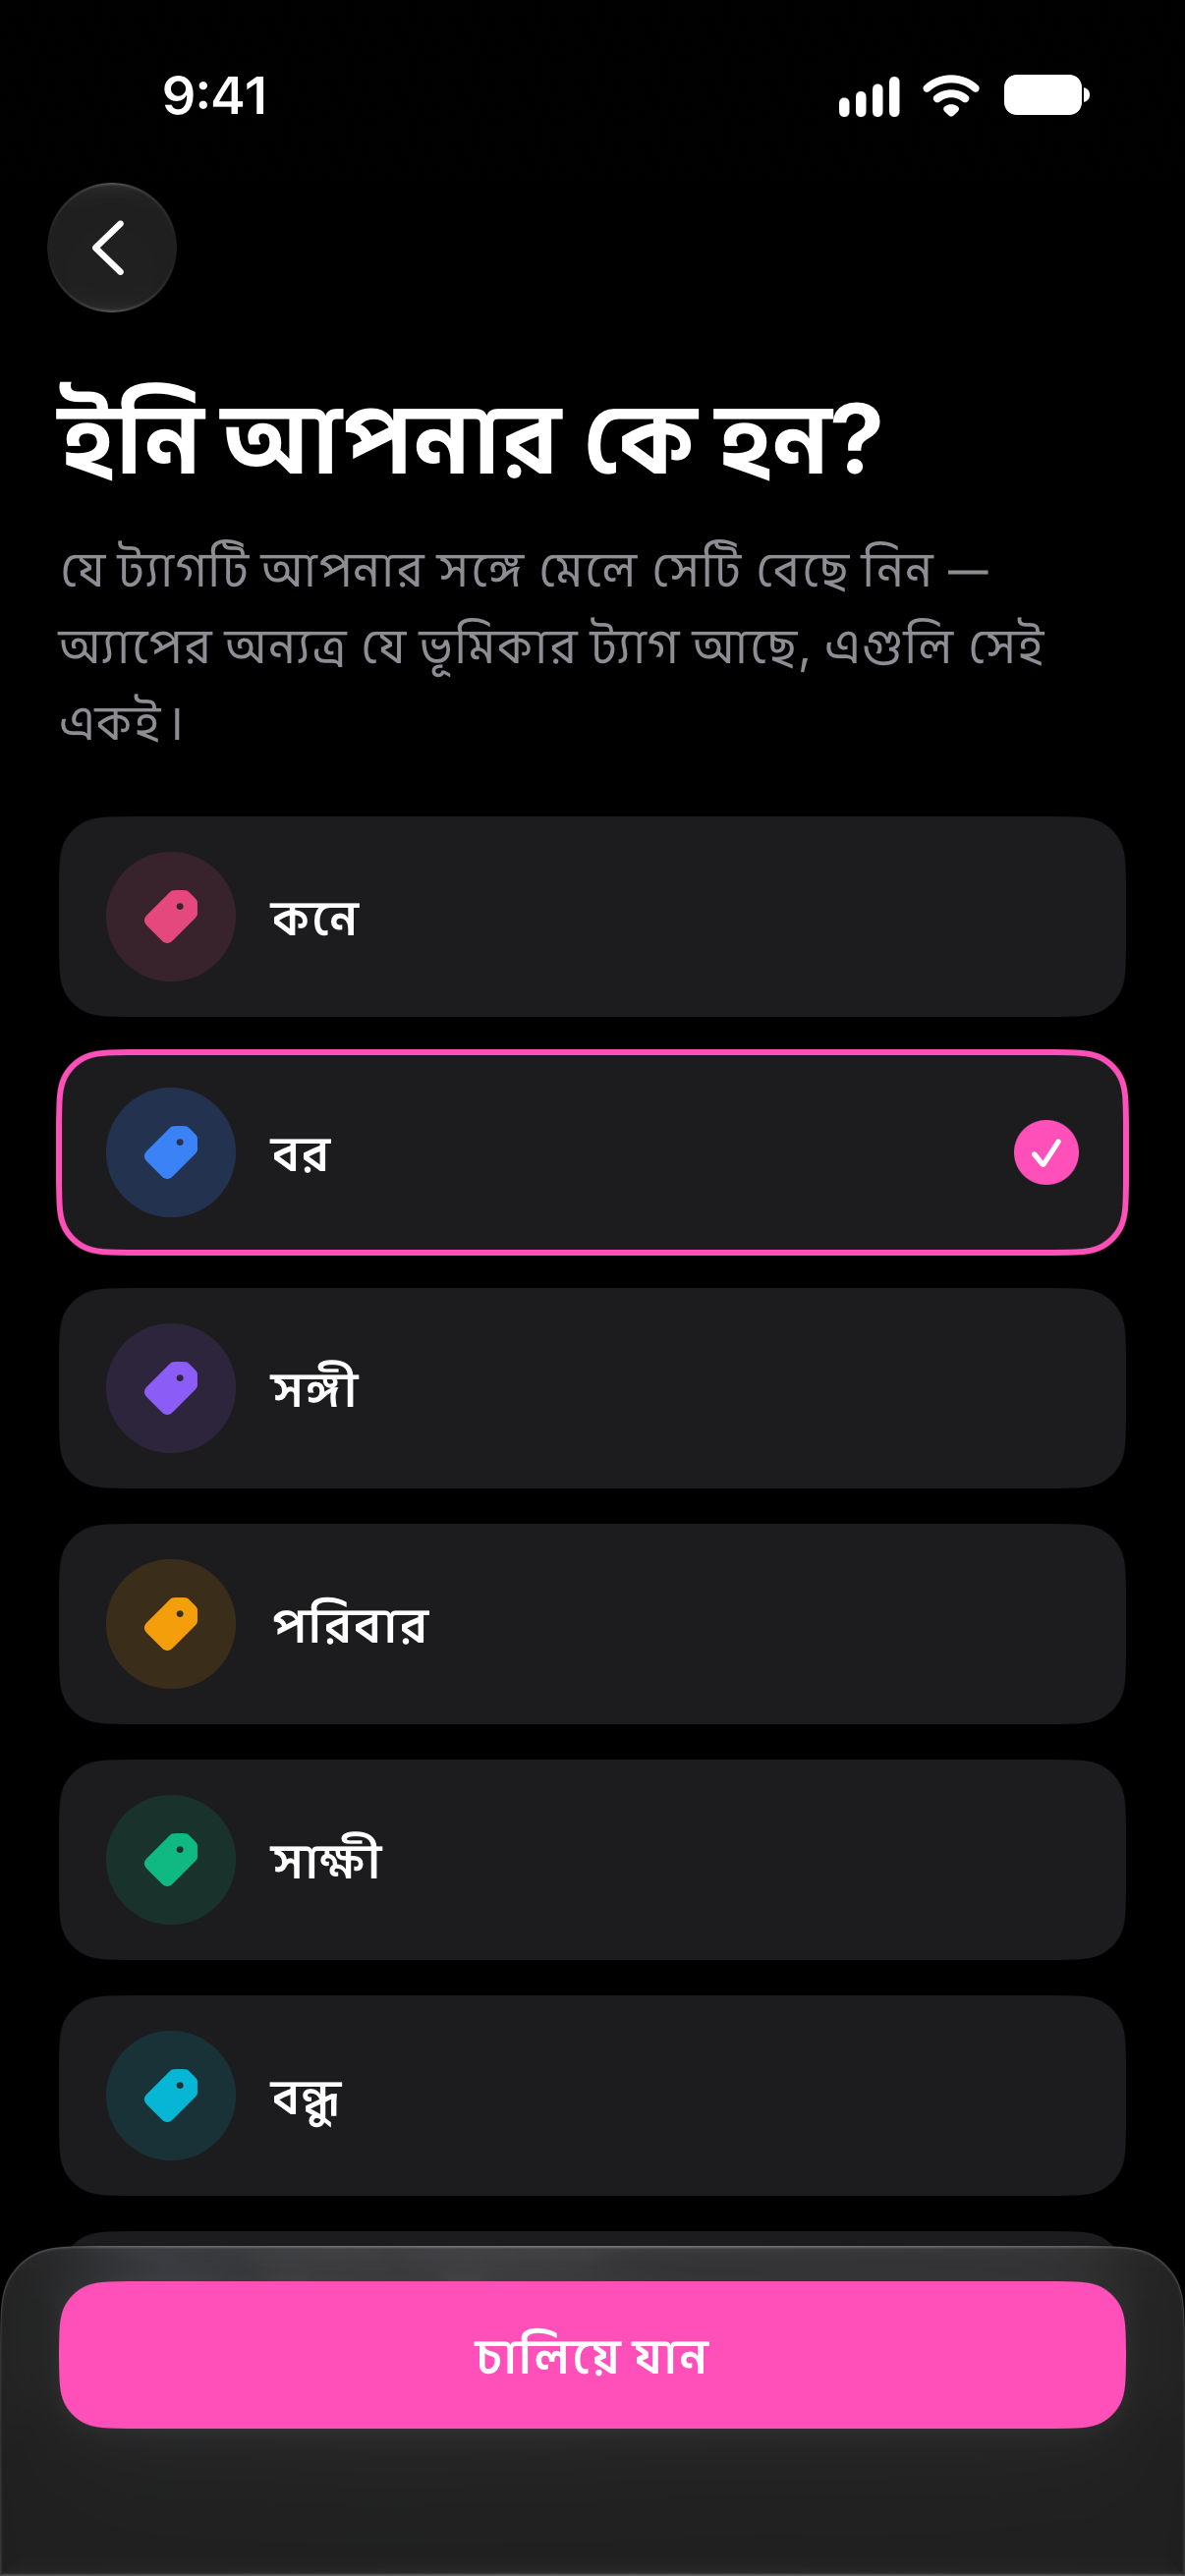 9:41
ইনি আপনার কে হন?
যে ট্যাগটি আপনার সঙ্গে মেলে সেটি বেছে নিন —
অ্যাপের অন্যত্র যে ভূমিকার ট্যাগ আছে, এগুলি সেই
একই।
কনে
বর
সঙ্গী
পরিবার
সাক্ষী
বন্ধু
চালিয়ে যান